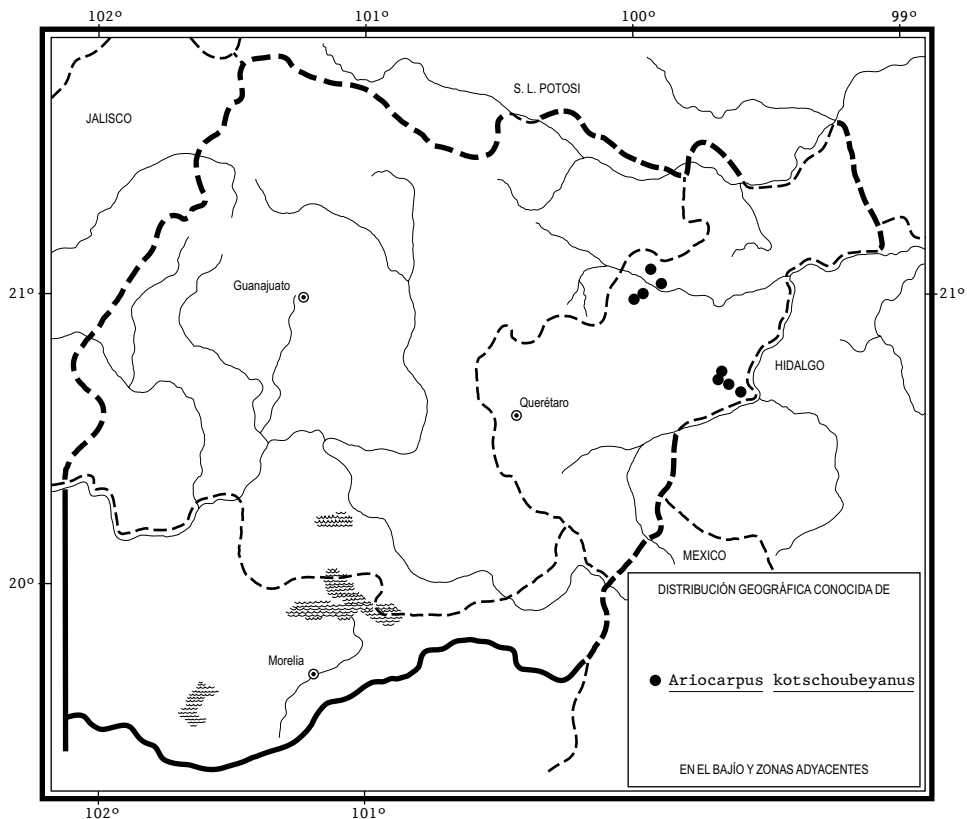 102º 101º 100º 99º
S. L. POTOSI
JALISCO
Guanajuato
21º 21º
HIDALGO
Querétaro
MEXICO
20º
DISTRIBUCIÓN GEOGRÁFICA CONOCIDA DE
Morelia
Ariocarpus kotschoubeyanus
EN EL BAJÍO Y ZONAS ADYACENTES
102º 101º